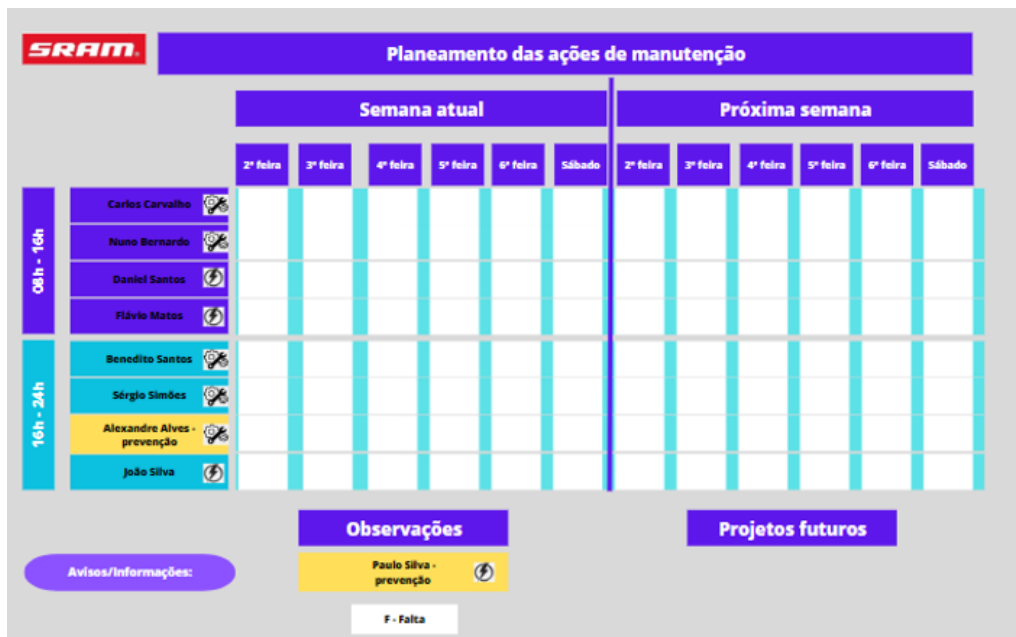 SRAM.
Planeamento das ações de manutenção
Semana atual
Próxima semana
2ª feira 3ª feira 4ª feira 5ª feira 6ª feira Sábado 2ª feira 3ª feira 4ª feira 5ª feira 6ª feira Sábado
08h - 16h
Carlos Carvalho
Nuno Bernardo
Daniel Santos
Flávio Matos
16h - 24h
Benedito Santos
Sérgio Simões
Alexandre Alves -
prevenção
João Silva
Observações
Projetos futuros
Avisos/Informações:
Paulo Silva -
prevenção
F - Falta